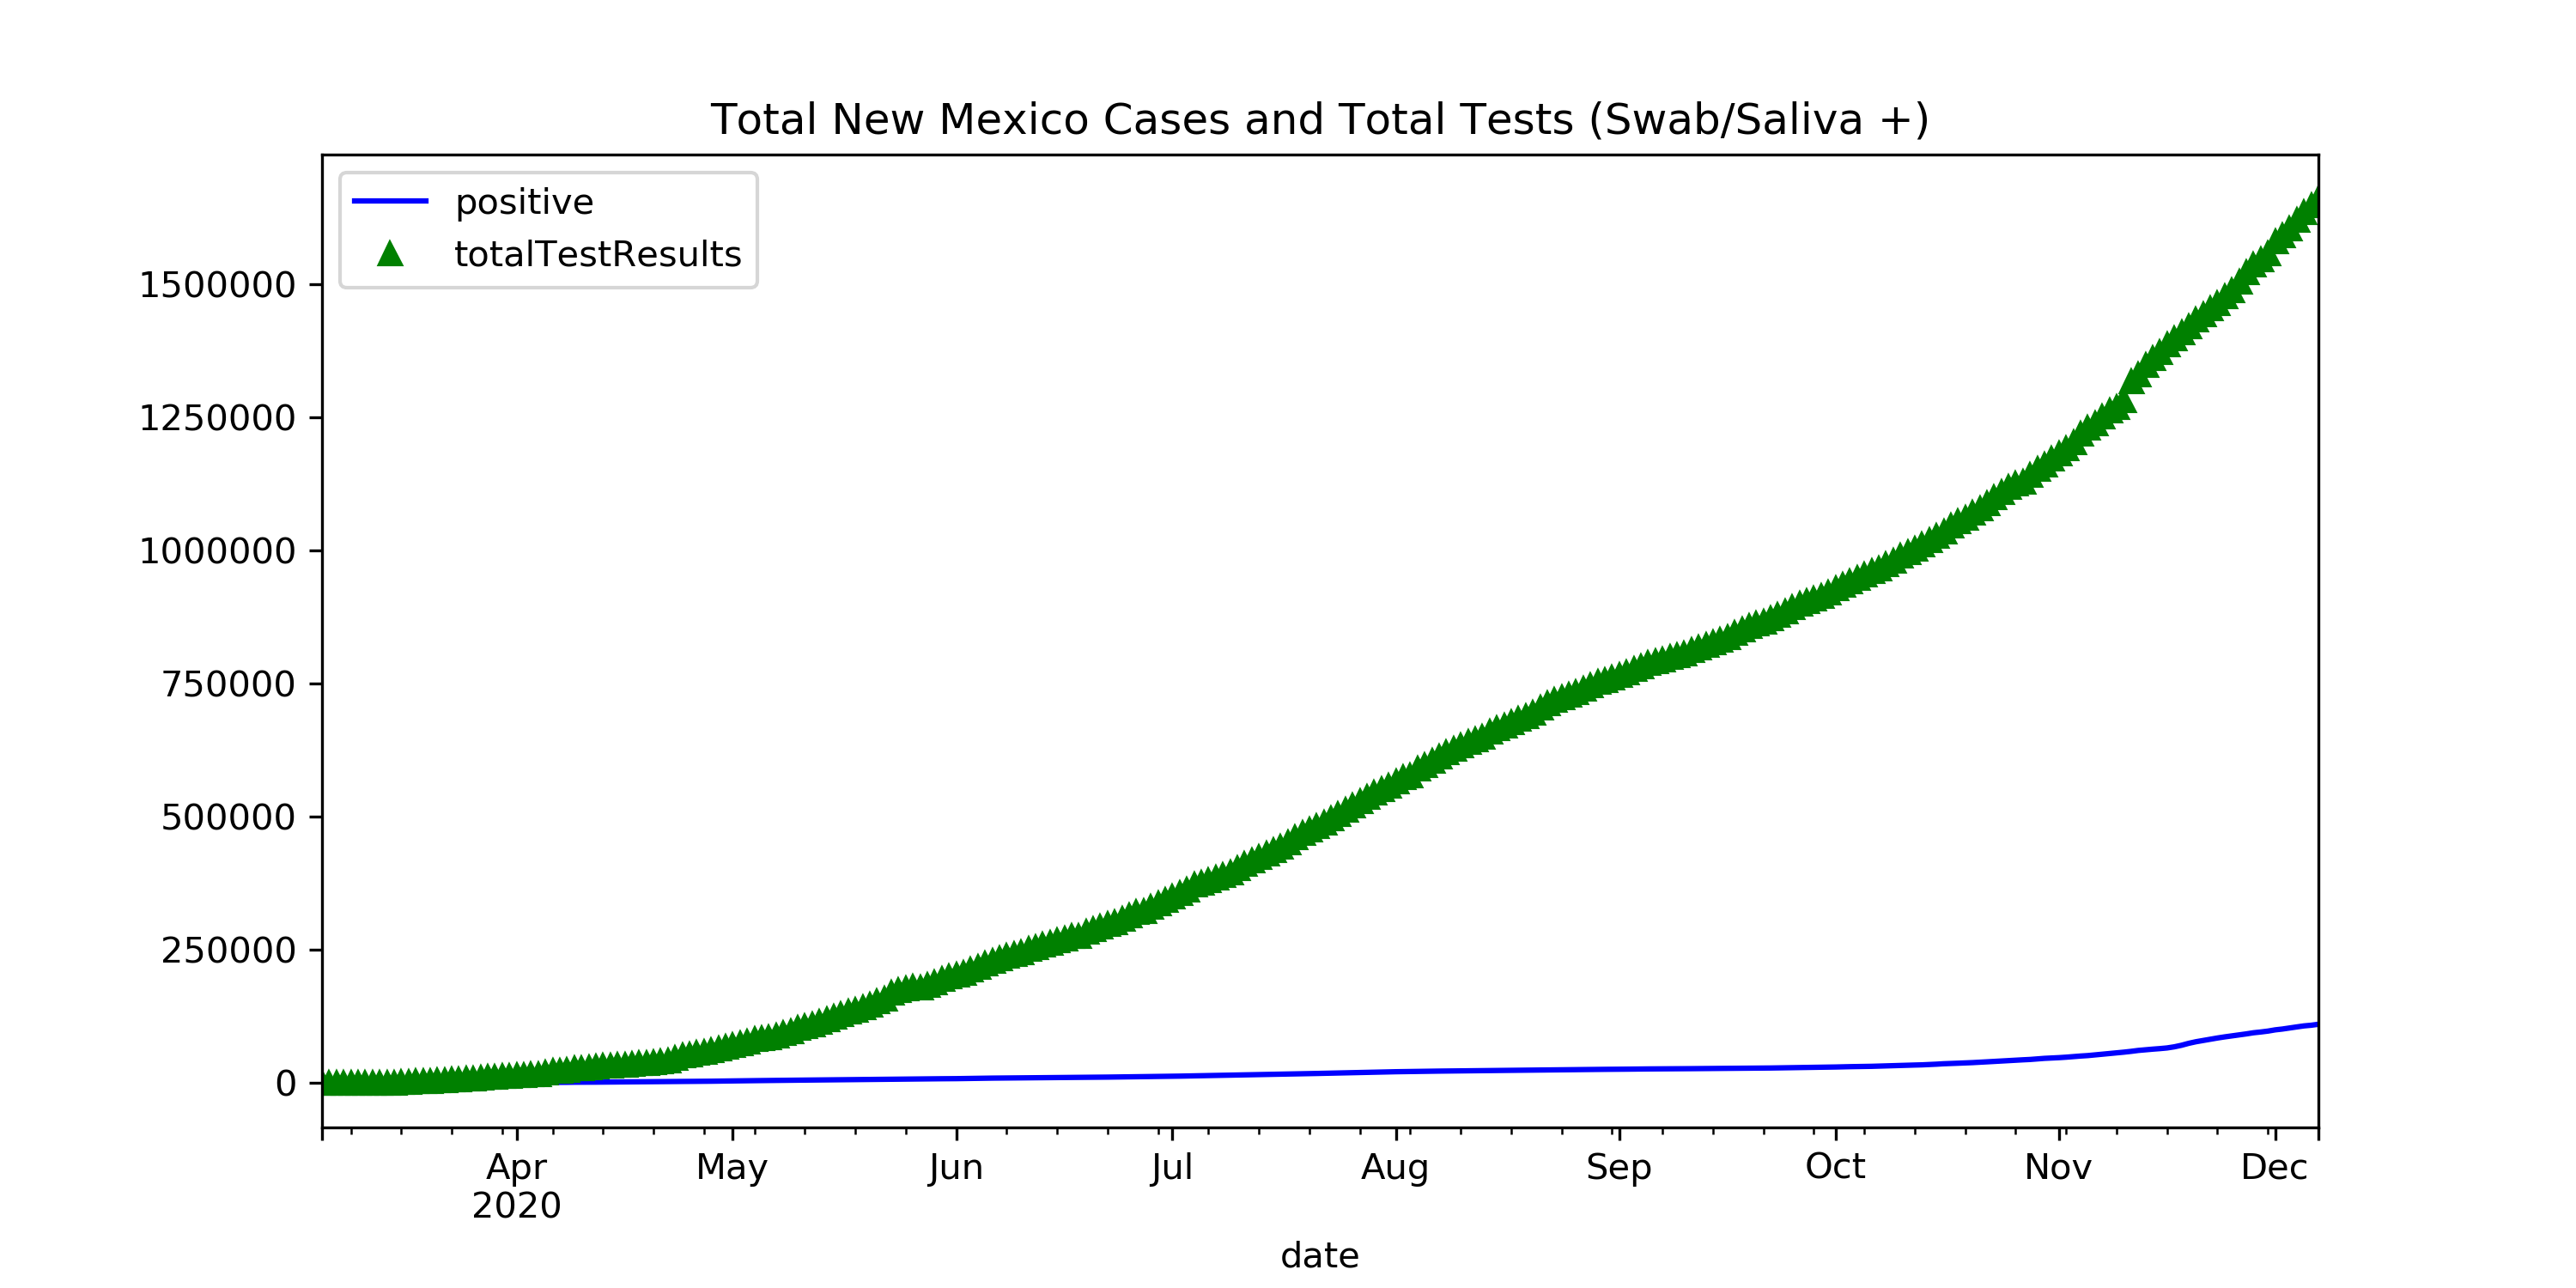 Total New Mexico Cases and Total Tests (Swab/Saliva +)
positive
totalTestResults
1500000
1250000
1000000
750000
500000
250000
0
Apr May Jun Jul Aug Sep Oct Nov Dec
2020
date